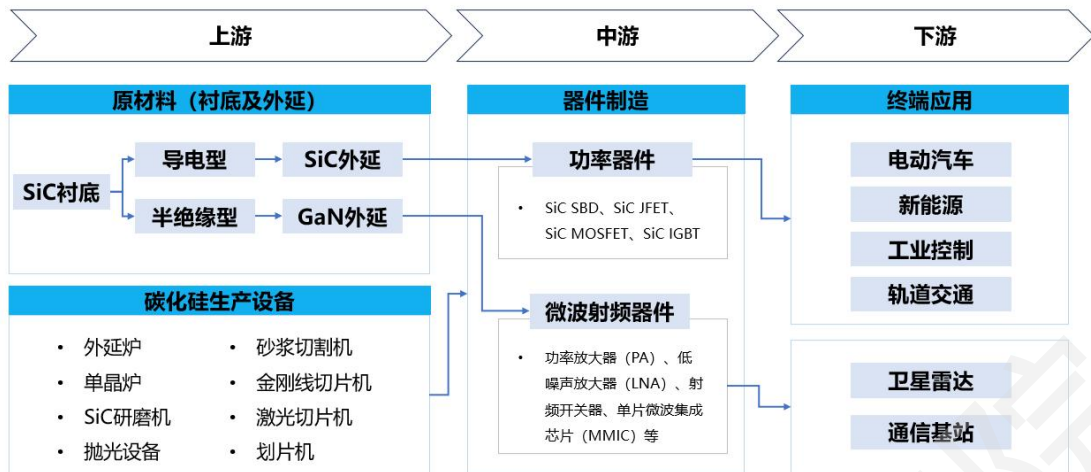 上游
中游
下游
原材料（衬底及外延）
SiC衬底
导电型
SiC外延
半绝缘型
GaN外延
碳化硅生产设备
• 外延炉
• 单晶炉
• SiC研磨机
• 抛光设备
• 砂浆切割机
• 金刚线切片机
• 激光切片机
• 划片机
器件制造
功率器件
• SiC SBD、SiC JFET、
SiC MOSFET、SiC IGBT
微波射频器件
• 功率放大器（PA）、低
噪声放大器（LNA）、射
频开关器、单片微波集成
芯片（MMIC）等
终端应用
电动汽车
新能源
工业控制
轨道交通
卫星雷达
通信基站